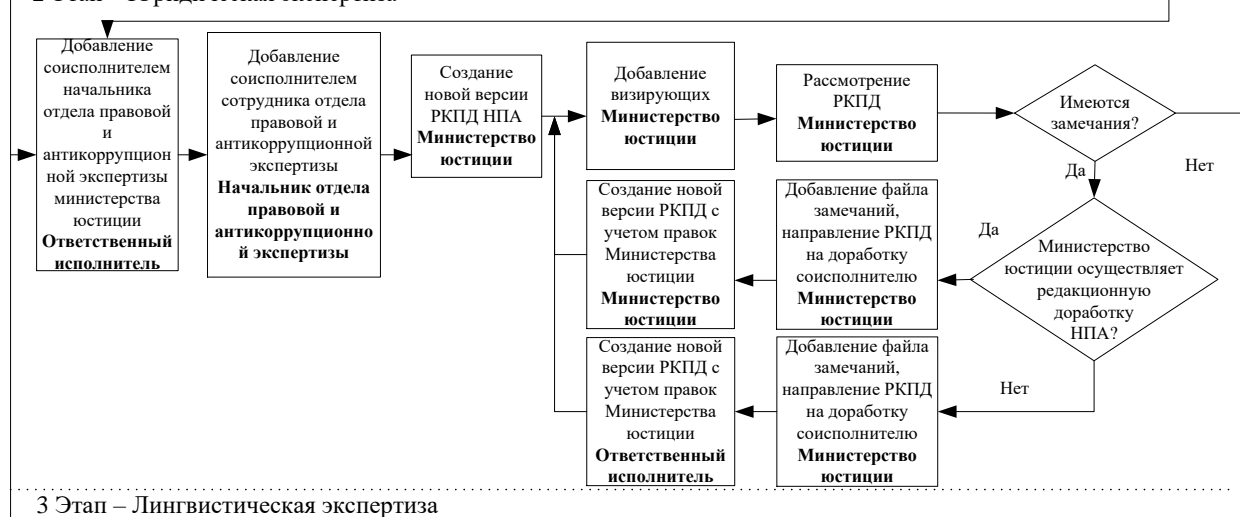 2 Этап – Юридическая экспертиза
Добавление
соисполнителем
начальника
отдела правовой
и
антикоррупцион
ной экспертизы
министерства
юстиции
Ответственный
исполнитель
Добавление
соисполнителем
сотрудника отдела
правовой и
антикоррупционной
экспертизы
Начальник отдела
правовой и
антикоррупционно
й экспертизы
Создание
новой версии
РКПД НПА
Министерство
юстиции
Добавление
визирующих
Министерство
юстиции
Рассмотрение
РКПД
Министерство
юстиции
Имеются
замечания?
Нет
Да
Министерство
юстиции осуществляет
редакционную
доработку
НПА?
Да
Добавление файла
замечаний,
направление РКПД
на доработку
соисполнителю
Министерство
юстиции
Создание новой
версии РКПД с
учетом правок
Министерства
юстиции
Министерство
юстиции
Нет
Добавление файла
замечаний,
направление РКПД
на доработку
соисполнителю
Министерство
юстиции
Создание новой
версии РКПД с
учетом правок
Министерства
юстиции
Ответственный
исполнитель
3 Этап – Лингвистическая экспертиза